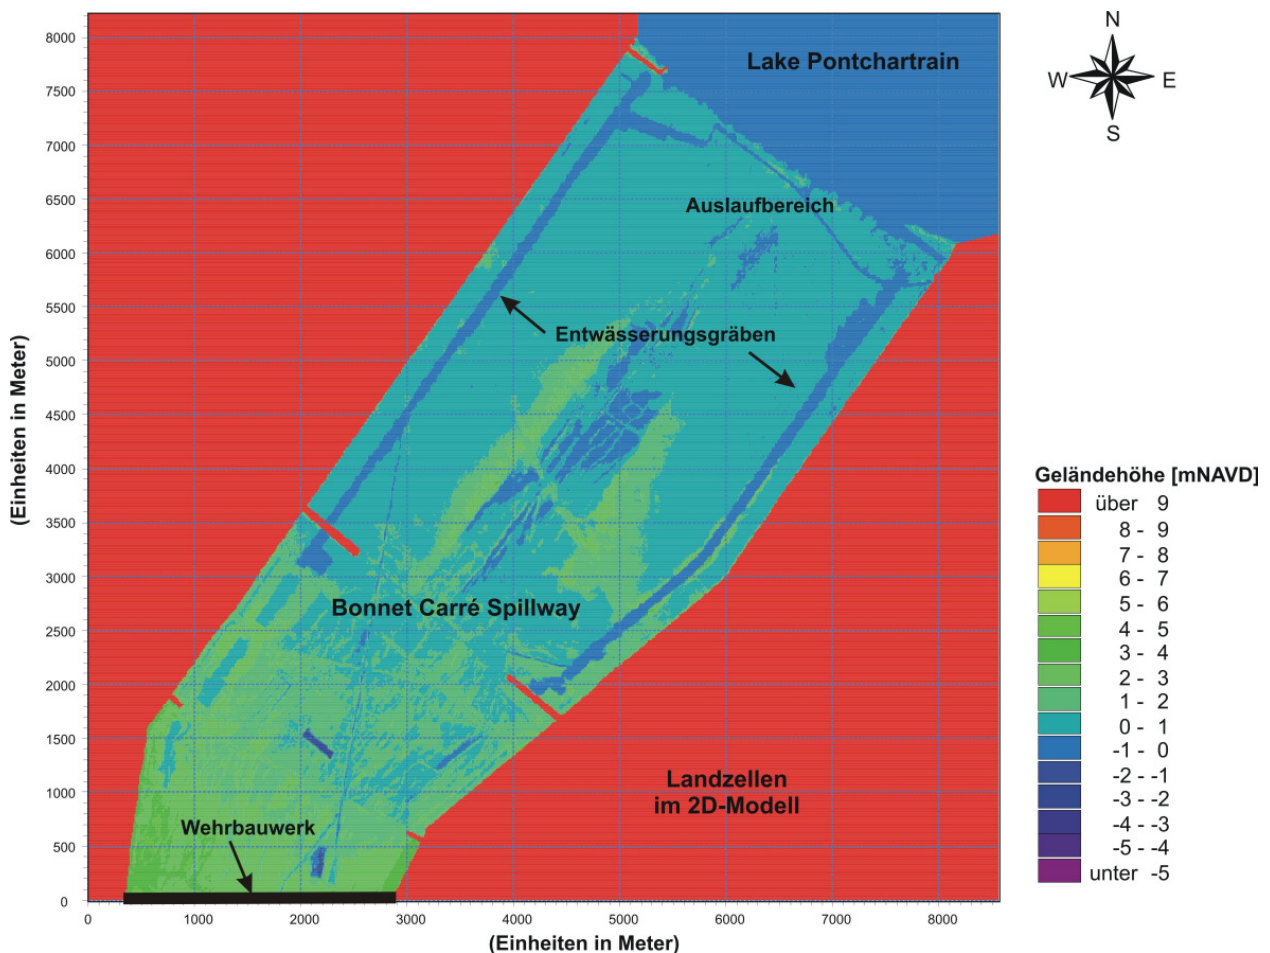 N
W E
S
Lake Pontchartrain
Auslaufbereich
Entwässerungsgräben
Bonnet Carré Spillway
Landzellen
im 2D-Modell
Wehrbauwerk
(Einheiten in Meter)
8000
7500
7000
6500
6000
5500
5000
4500
4000
3500
3000
2500
2000
1500
1000
500
0
0 1000 2000 3000 4000 5000 6000 7000 8000
(Einheiten in Meter)
Geländehöhe [mNAVD]
über 9
8 - 9
7 - 8
6 - 7
5 - 6
4 - 5
3 - 4
2 - 3
1 - 2
0 - 1
-1 - 0
-2 - -1
-3 - -2
-4 - -3
-5 - -4
unter -5